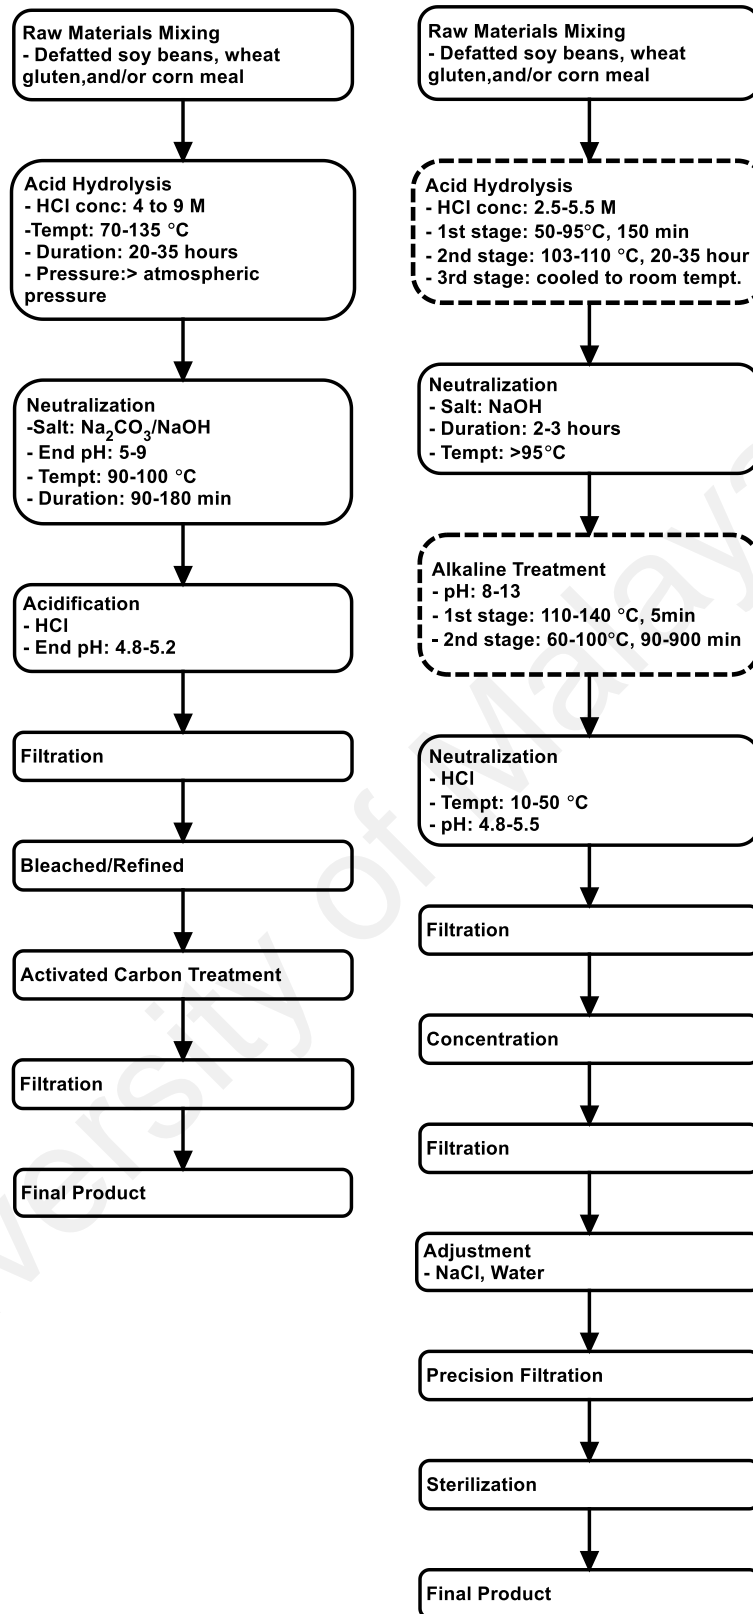 Raw Materials Mixing
- Defatted soy beans, wheat
gluten,and/or corn meal
Acid Hydrolysis
- HCl conc: 4 to 9 M
-Tempt: 70-135 °C
- Duration: 20-35 hours
- Pressure:> atmospheric
pressure
Neutralization
-Salt: Na₂CO₃/NaOH
- End pH: 5-9
- Tempt: 90-100 °C
- Duration: 90-180 min
Acidification
- HCl
- End pH: 4.8-5.2
Filtration
Bleached/Refined
Activated Carbon Treatment
Filtration
Final Product
Raw Materials Mixing
- Defatted soy beans, wheat
gluten,and/or corn meal
Acid Hydrolysis
- HCl conc: 2.5-5.5 M
- 1st stage: 50-95°C, 150 min
- 2nd stage: 103-110 °C, 20-35 hour
- 3rd stage: cooled to room tempt.
Neutralization
- Salt: NaOH
- Duration: 2-3 hours
- Tempt: >95°C
Alkaline Treatment
- pH: 8-13
- 1st stage: 110-140 °C, 5min
- 2nd stage: 60-100°C, 90-900 min
Neutralization
- HCl
- Tempt: 10-50 °C
- pH: 4.8-5.5
Filtration
Concentration
Filtration
Adjustment
- NaCl, Water
Precision Filtration
Sterilization
Final Product
versity of Malaya